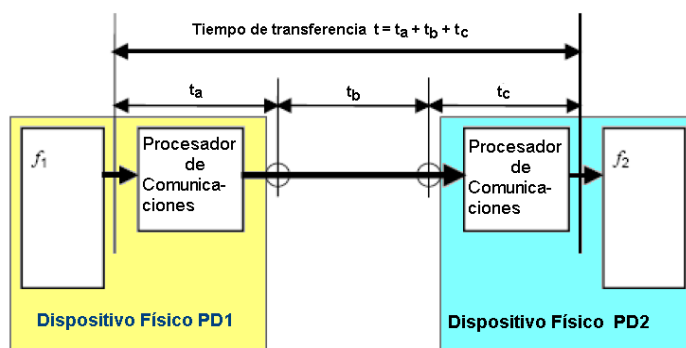 Tiempo de transferencia t = ta + tb + tc
ta
tb
tc
f1
Procesador
de
Comunica-
ciones
Procesador
de
Comunica-
ciones
f2
Dispositivo Físico PD1
Dispositivo Físico PD2